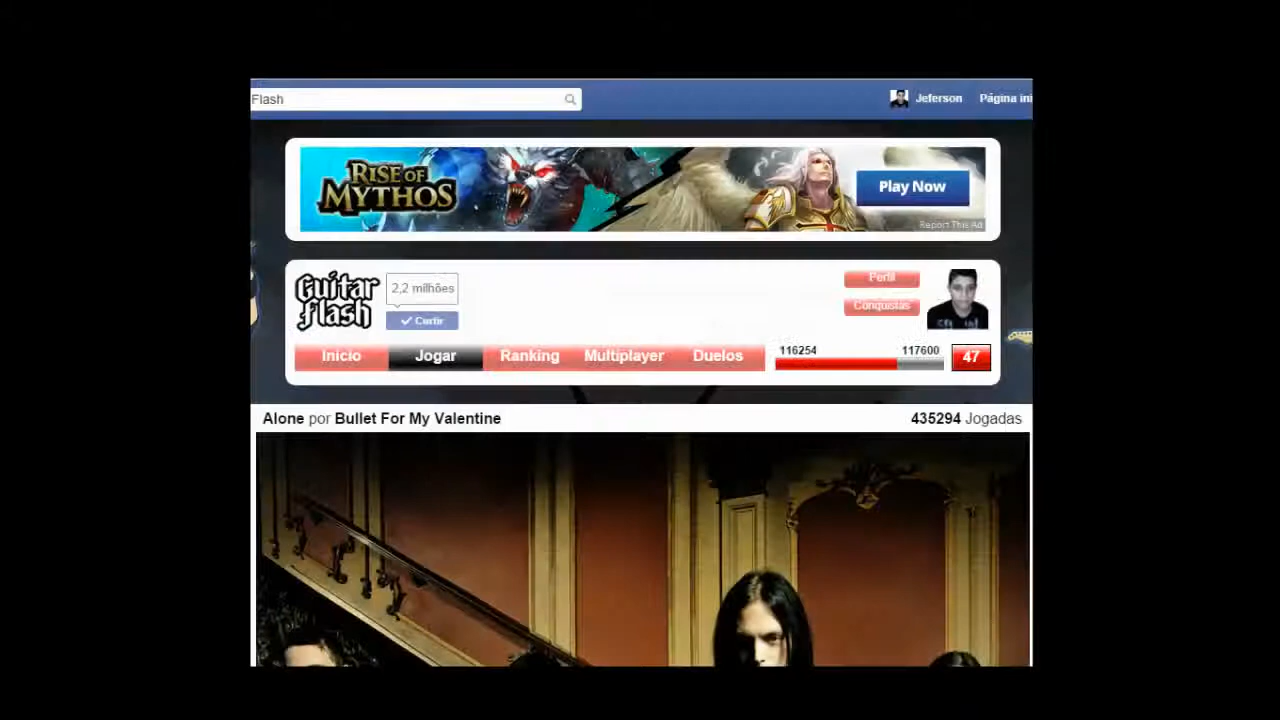 Flash
Jeferson Página ini
RISE OF
MYTHOS
Play Now
Report This Ad
Guitar
Flash
2,2 milhões
Curtir
Perfil
Conquistas
Início Jogar Ranking Multiplayer Duelos
116254 117600
47
Alone por Bullet For My Valentine
435294 Jogadas